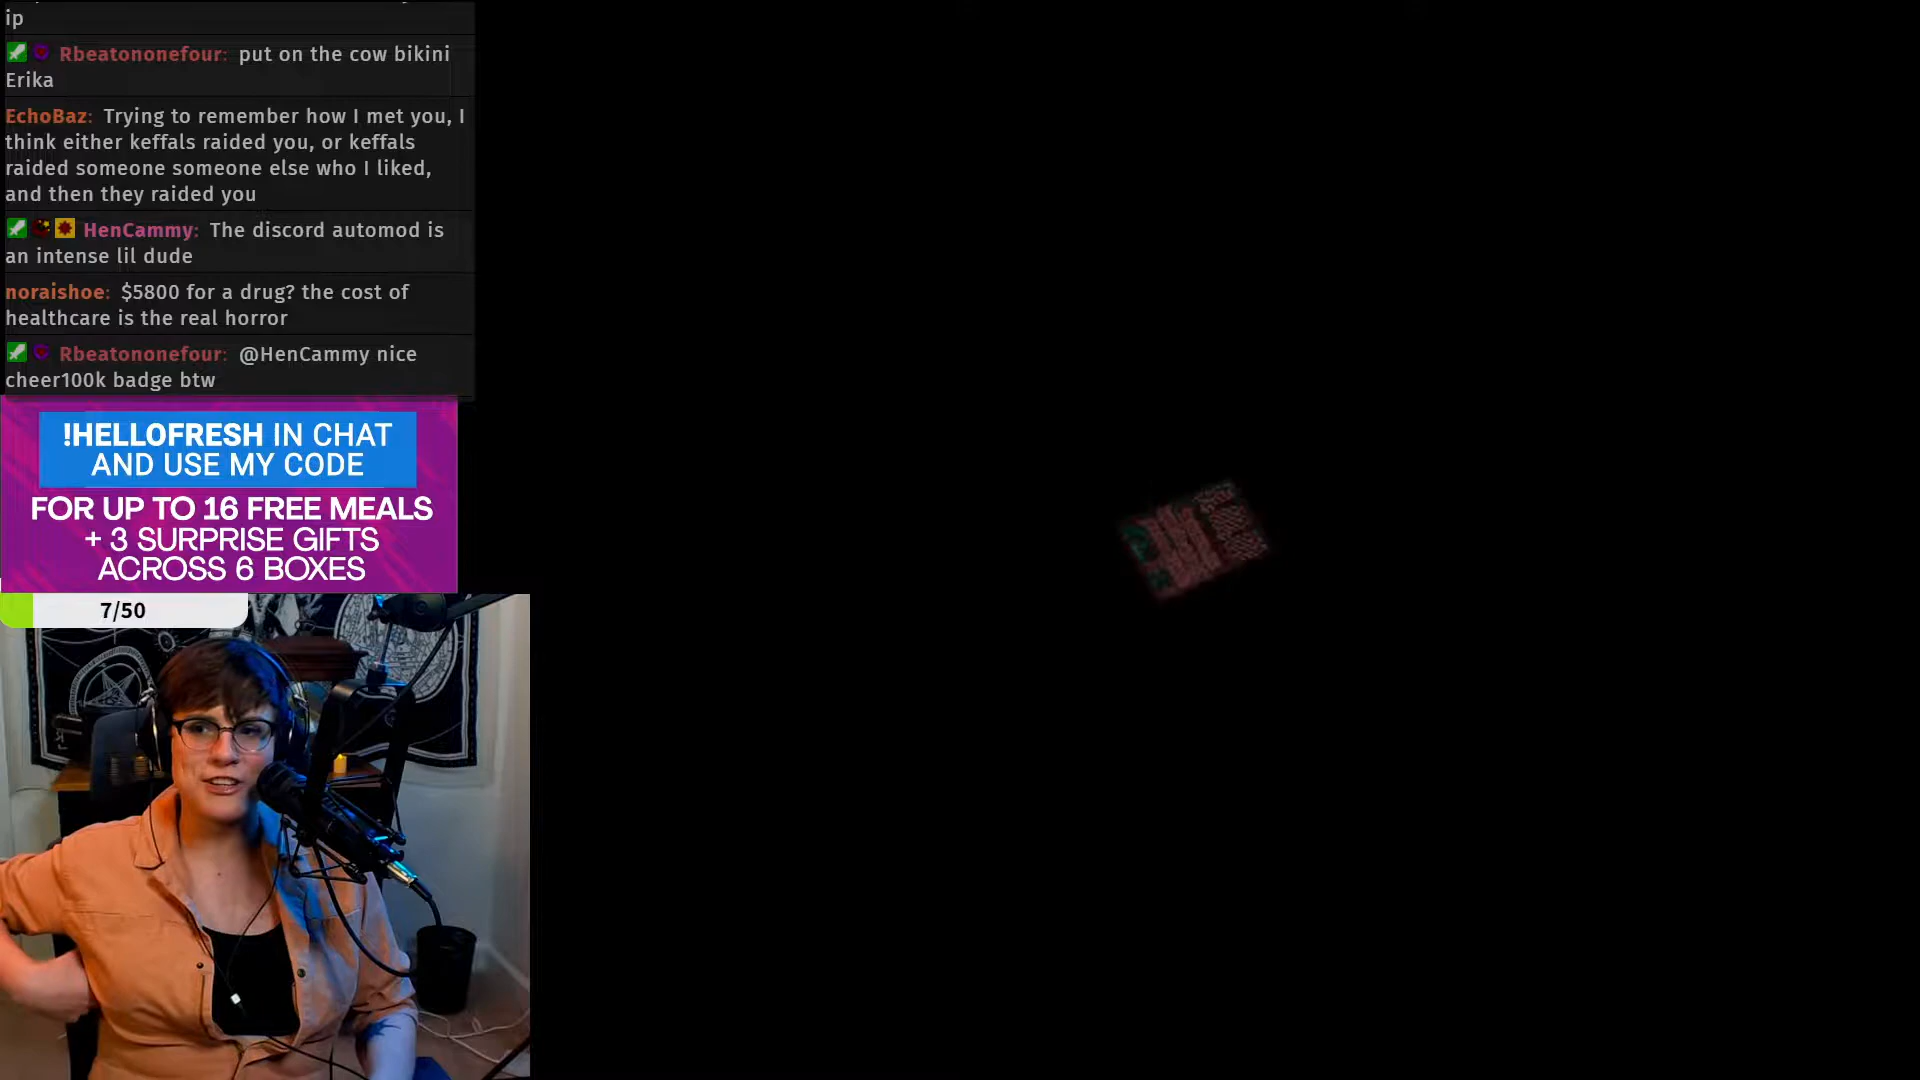 ip
Rbeatononefour: put on the cow bikini
Erika
EchoBaz: Trying to remember how I met you, I
think either keffals raided you, or keffals
raided someone someone else who I liked,
and then they raided you
HenCammy: The discord automod is
an intense lil dude
noraishoe: $5800 for a drug? the cost of
healthcare is the real horror
Rbeatononefour: @HenCammy nice
cheer100k badge btw
!HELLOFRESH IN CHAT
AND USE MY CODE
FOR UP TO 16 FREE MEALS
+ 3 SURPRISE GIFTS
ACROSS 6 BOXES
7/50